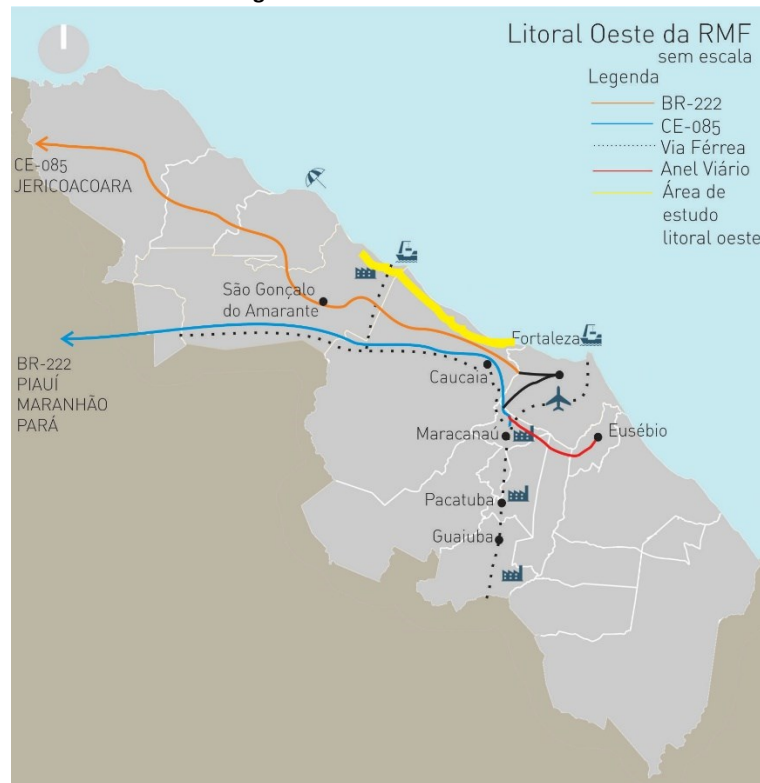 Litoral Oeste da RMF
sem escala
Legenda
BR-222
CE-085
Via Férrea
Anel Viário
Área de
estudo
litoral oeste
CE-085
JERICOACOARA
São Gonçalo
do Amarante
Fortaleza
BR-222
PIAUÍ
MARANHÃO
PARÁ
Caucaia
Maracanaú
Eusébio
Pacatuba
Guaiuba